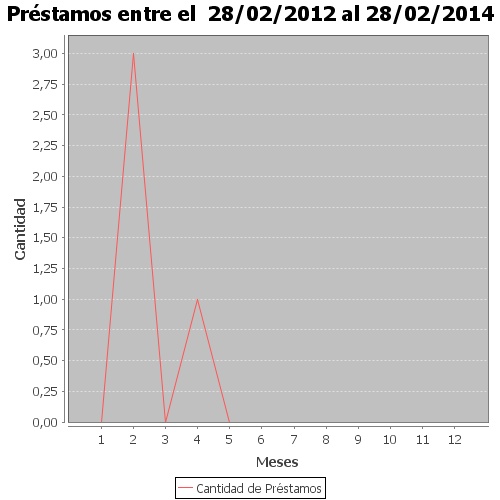 Préstamos entre el  28/02/2012 al 28/02/2014
3,00
2,75
2,50
2,25
2,00
1,75
1,50
1,25
1,00
0,75
0,50
0,25
0,00
Cantidad
1 2 3 4 5 6 7 8 9 10 11 12
Meses
Cantidad de Préstamos